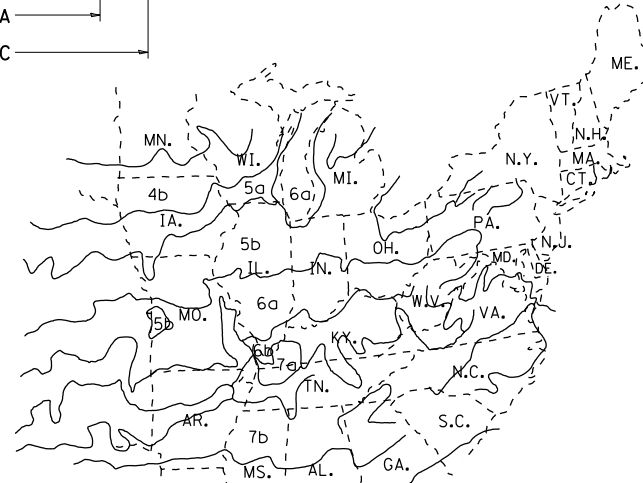 A
C
ME.
VT.
MN.
N.H.
WI.
N.Y.
MA.
MI.
CT.
4b
5a
6a
IA.
PA.
5b
OH.
N.J.
IL.
IN.
MD.
DE.
6a
W.V.
MO.
5b
VA.
KY.
6b
7a
TN.
N.C.
AR.
S.C.
7b
GA.
MS.
AL.